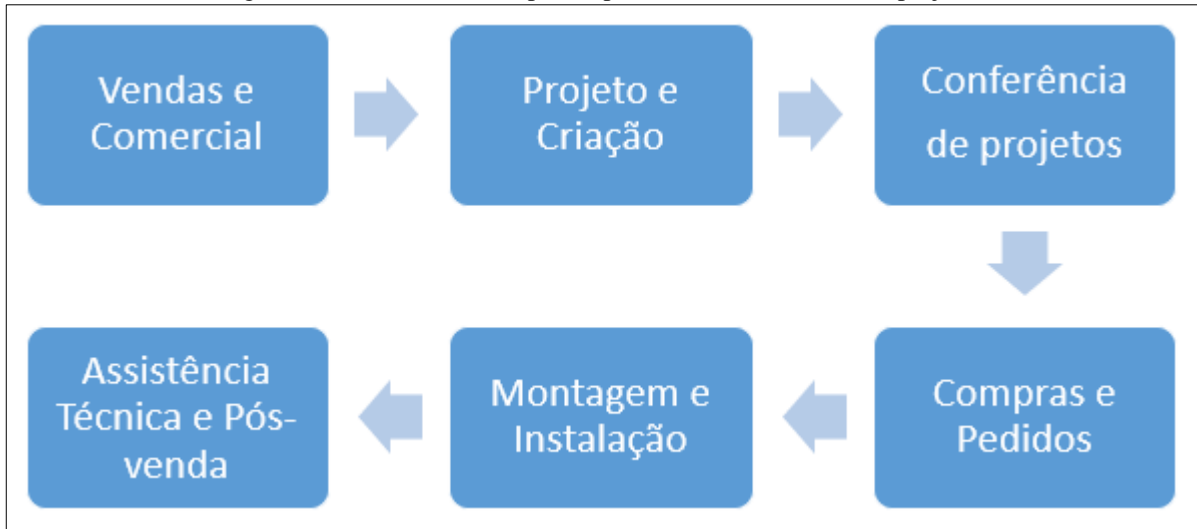 Vendas e
Comercial
Projeto e
Criação
Conferência
de projetos
Compras e
Pedidos
Montagem e
Instalação
Assistência
Técnica e Pós-
venda